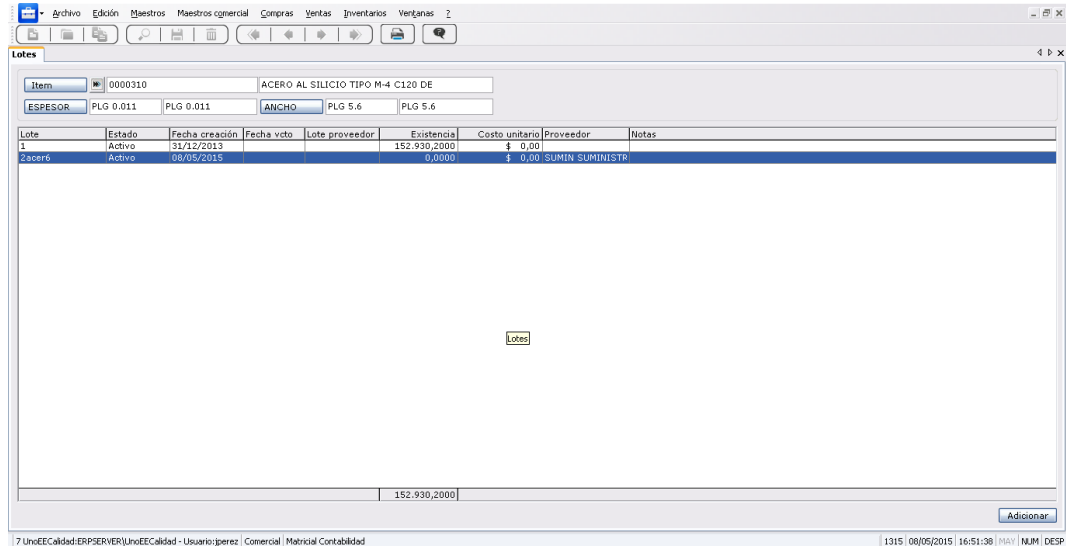 Archivo Edición Maestros Maestros comercial Compras Ventas Inventarios Ventanas ?
Lotes
Item 0000310 ACERO AL SILICIO TIPO M-4 C120 DE
ESPESOR PLG 0.011 PLG 0.011 ANCHO PLG 5.6 PLG 5.6
Lote Estado Fecha creación Fecha vcto Lote proveedor Existencia Costo unitario Proveedor Notas
1 Activo 31/12/2013 152.930,2000 $ 0,00
2acer6 Activo 08/05/2015 0,0000 $ 0,00 SUMIN SUMINISTR
Lotes
152.930,2000
Adicionar
7 UnoEECalidad:ERPSERVER\UnoEECalidad - Usuario:jperez Comercial Matricial Contabilidad 1315 08/05/2015 16:51:38 MAY NUM DESP